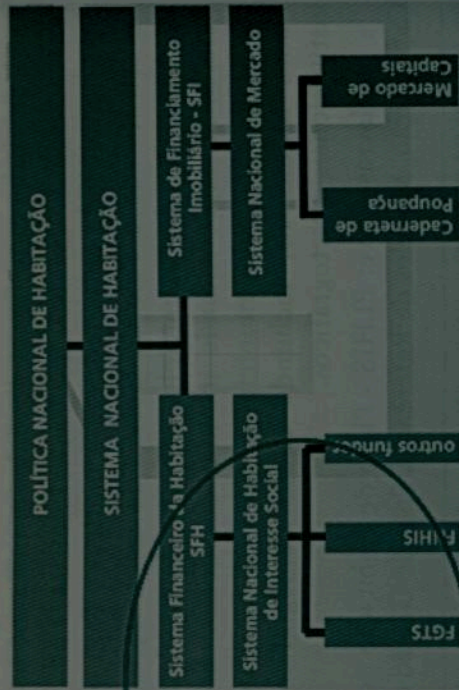 POLÍTICA NACIONAL DE HABITAÇÃO
SISTEMA NACIONAL DE HABITAÇÃO
Sistema Financeiro da Habitação
SFH
Sistema de Financiamento
Imobiliário - SFI
Sistema Nacional de Habitação
de Interesse Social
Sistema Nacional de Mercado
FGTS
FNHIS
outros fundos
Caderneta de
Poupança
Mercado de
Capitais